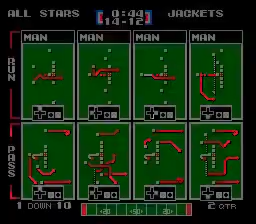 ALL STARS 0:44 JACKETS
14-12
MAN MAN MAN MAN
RUN
PASS
1 DOWN 10 2 QTR